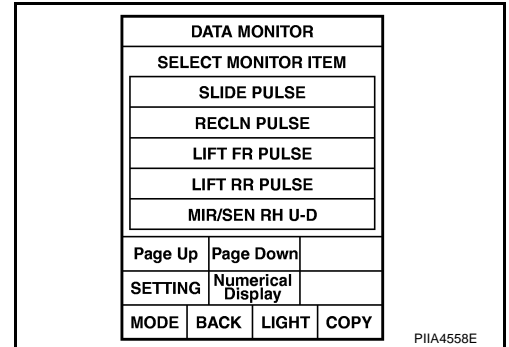 DATA MONITOR
SELECT MONITOR ITEM
SLIDE PULSE
RECLN PULSE
LIFT FR PULSE
LIFT RR PULSE
MIR/SEN RH U-D
Page Up Page Down
SETTING Numerical Display
MODE BACK LIGHT COPY
PIIA4558E